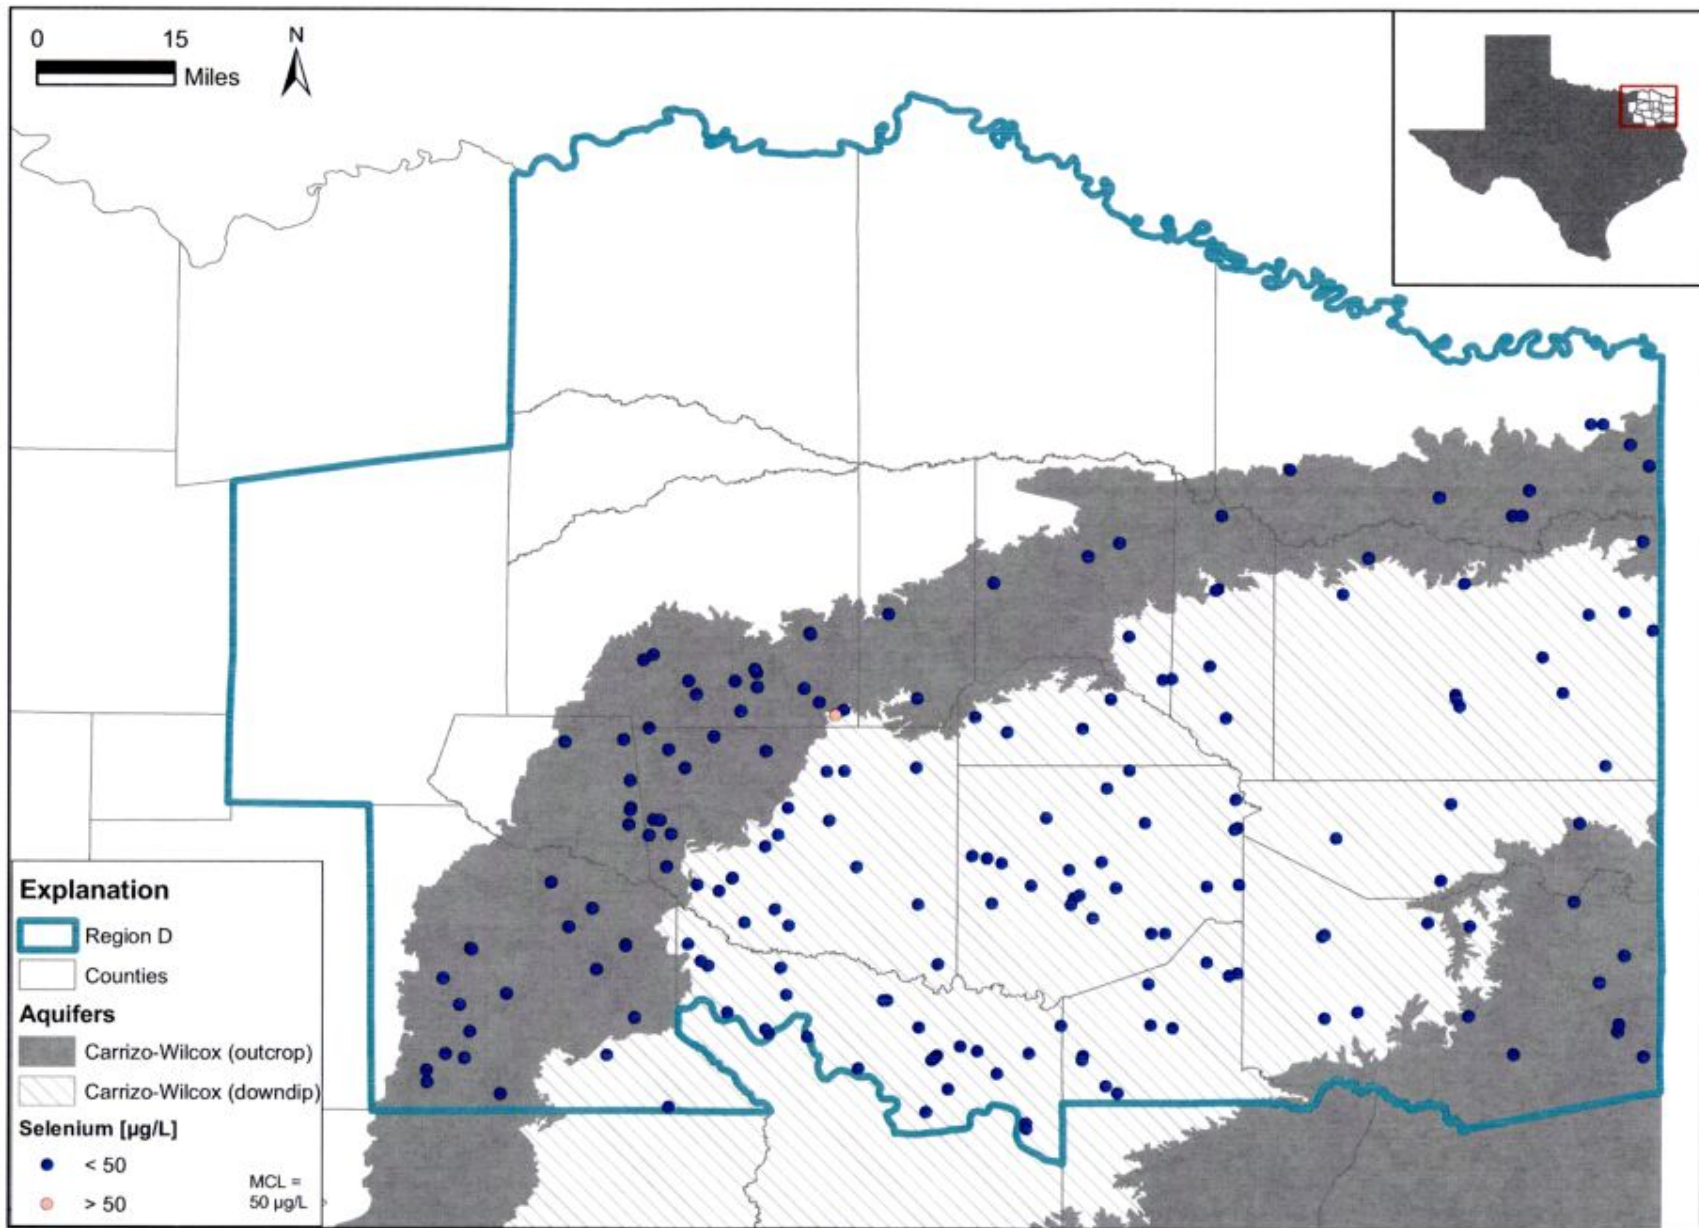 0 15
Miles
N
Explanation
Region D
Counties
Aquifers
Carrizo-Wilcox (outcrop)
Carrizo-Wilcox (downdip)
Selenium [µg/L]
< 50
> 50
MCL =
50 µg/L